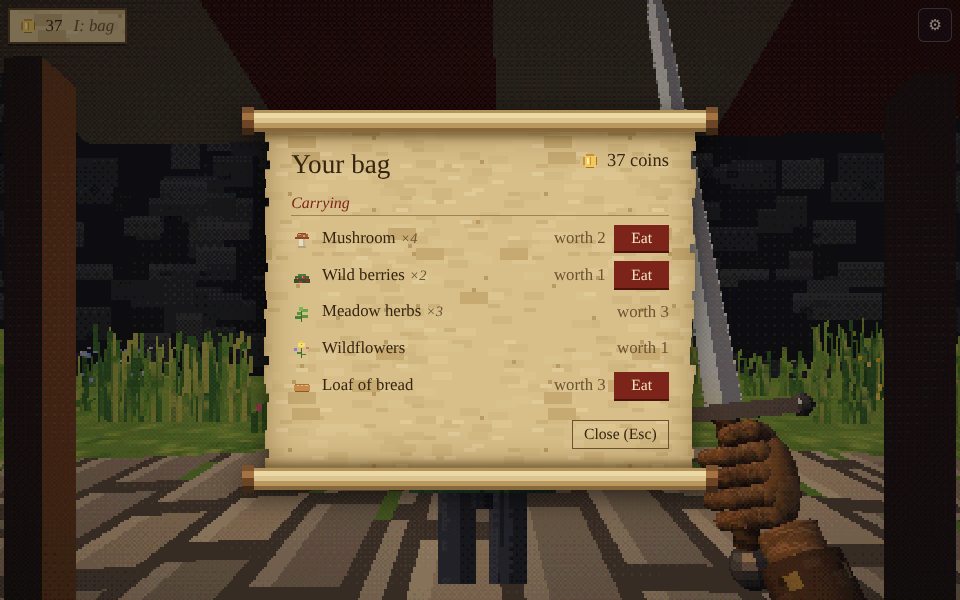 37 I: bag
Your bag
37 coins
Carrying
Mushroom ×4 worth 2 Eat
Wild berries ×2 worth 1 Eat
Meadow herbs ×3 worth 3
Wildflowers worth 1
Loaf of bread worth 3 Eat
Close (Esc)